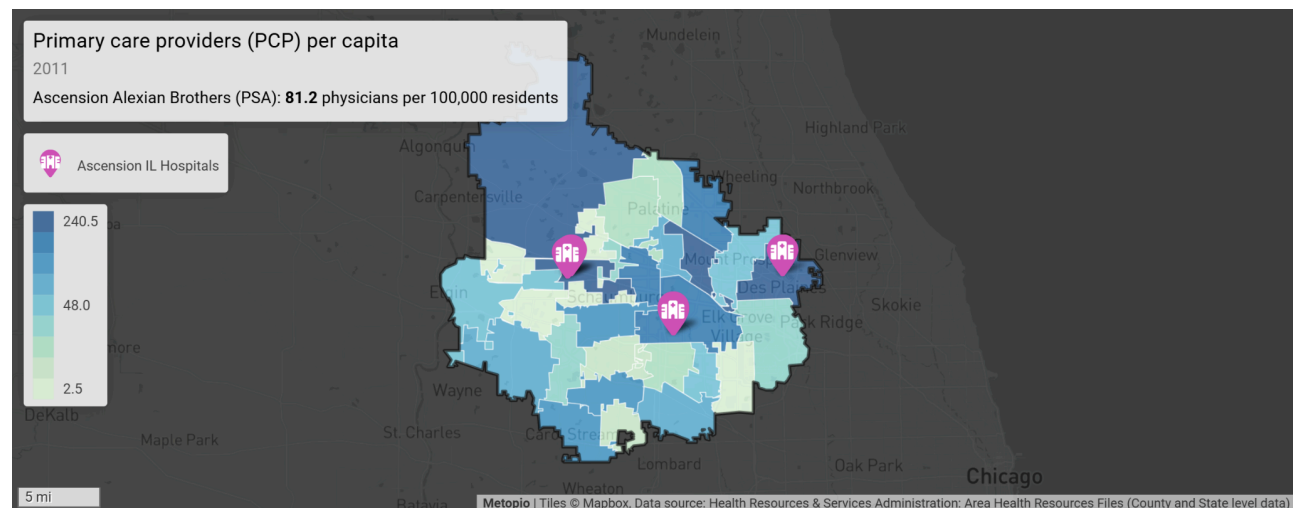 Primary care providers (PCP) per capita
2011
Ascension Alexian Brothers (PSA): 81.2 physicians per 100,000 residents
Ascension IL Hospitals
240.5
48.0
2.5
Mundelein
Highland Park
Algonquin
Wheeling
Northbrook
Carpentersville
Palatine
Mount Prosp
Glenview
Elgin
Schaumburg
Des Plaines
Skokie
Elk Grove
Village
Park Ridge
more
Wayne
DeKalb
Maple Park
St. Charles
Carol Stream
Lombard
Oak Park
Chicago
Wheaton
Batavia
5 mi
Metopio | Tiles © Mapbox, Data source: Health Resources & Services Administration: Area Health Resources Files (County and State level data)